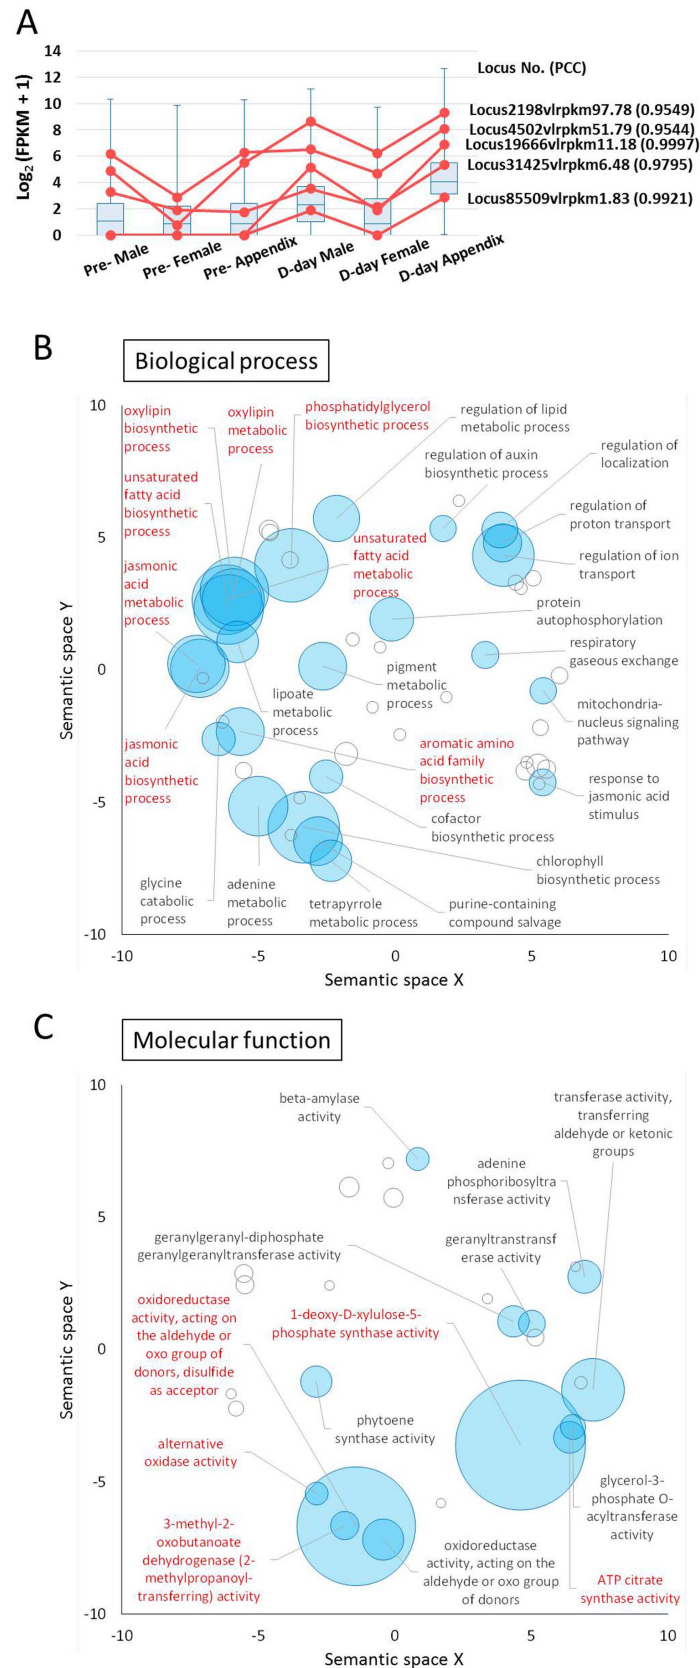 A
Log2 (FPKM + 1)
14
12
10
8
6
4
2
0
Locus No. (PCC)
Locus2198vlrpkm97.78 (0.9549)
Locus4502vlrpkm51.79 (0.9544)
Locus19666vlrpkm11.18 (0.9997)
Locus31425vlrpkm6.48 (0.9795)
Locus85509vlrpkm1.83 (0.9921)
Pre- Male
Pre- Female
Pre- Appendix
D-day Male
D-day Female
D-day Appendix
B
Biological process
Semantic space Y
10
5
0
-5
-10
oxylipin
biosynthetic
process
oxylipin
metabolic
process
phosphatidylglycerol
biosynthetic process
regulation of lipid
metabolic process
regulation of auxin
biosynthetic process
regulation of
localization
unsaturated
fatty acid
biosynthetic
process
regulation of
proton transport
unsaturated
fatty acid
metabolic
process
regulation of ion
transport
jasmonic
acid
metabolic
process
protein
autophosphorylation
respiratory
gaseous exchange
pigment
metabolic
process
lipoate
metabolic
process
mitochondria-
nucleus signaling
pathway
jasmonic
acid
biosynthetic
process
aromatic amino
acid family
biosynthetic
process
response to
jasmonic acid
stimulus
cofactor
biosynthetic process
chlorophyll
biosynthetic process
glycine
catabolic
process
adenine
metabolic
process
tetrapyrrole
metabolic process
purine-containing
compound salvage
-10
-5
0
5
10
Semantic space X
C
Molecular function
Semantic space Y
10
5
0
-5
-10
beta-amylase
activity
transferase activity,
transferring
aldehyde or ketonic
groups
adenine
phosphoribosyltra
nsferase activity
geranylgeranyl-diphosphate
geranylgeranyltransferase activity
geranyltranstransf
erase activity
oxidoreductase
activity, acting on
the aldehyde or
oxo group of
donors, disulfide
as acceptor
1-deoxy-D-xylulose-5-
phosphate synthase activity
phytoene
synthase activity
alternative
oxidase activity
glycerol-3-
phosphate O-
acyltransferase
activity
3-methyl-2-
oxobutanoate
dehydrogenase (2-
methylpropanoyl-
transferring) activity
oxidoreductase
activity, acting on the
aldehyde or oxo group
of donors
ATP citrate
synthase activity
-10
-5
0
5
10
Semantic space X